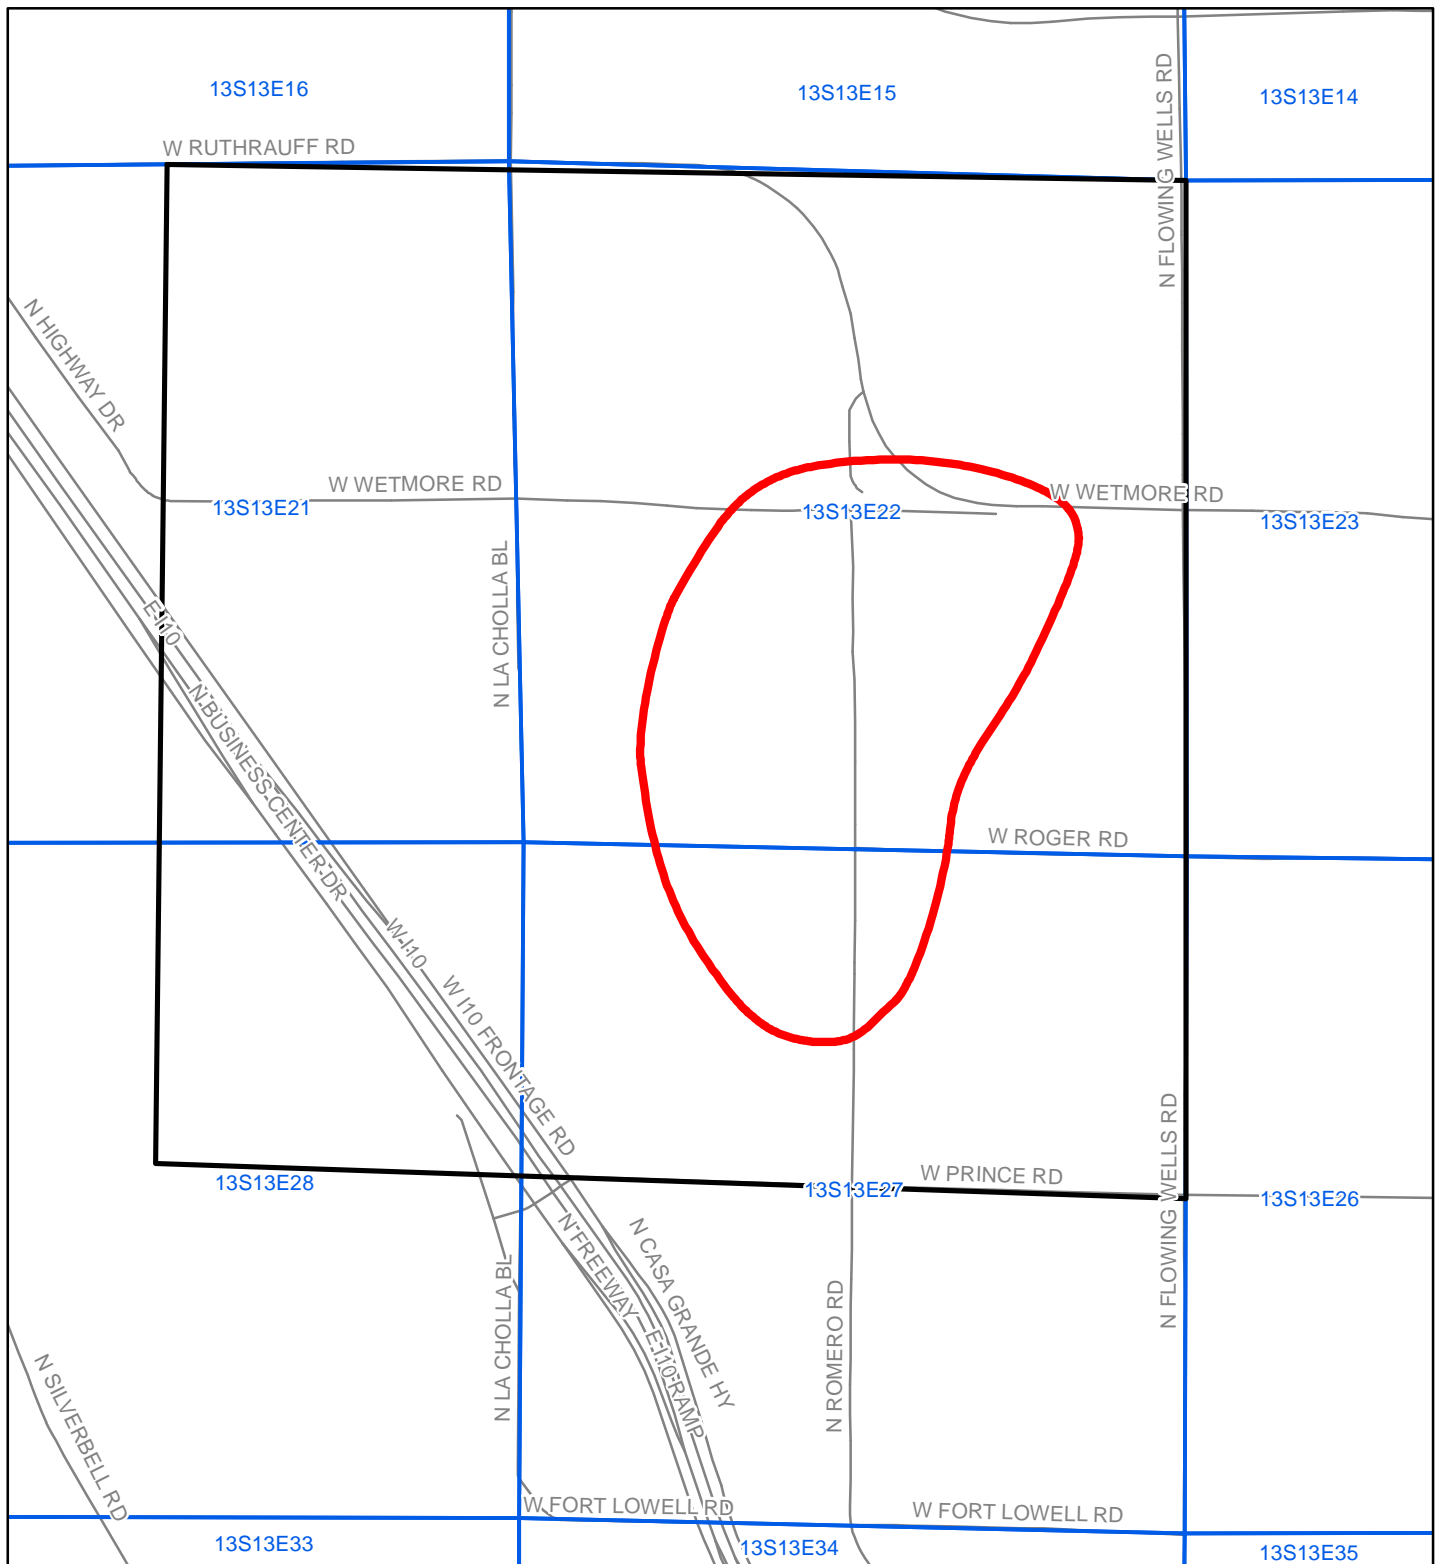 13S13E16
13S13E15
13S13E14
W RUTHRAUFF RD
N FLOWING WELLS RD
N HIGHWAY DR
W WETMORE RD
W WETMORE RD
13S13E21
13S13E22
13S13E23
N LA CHOLLA BL
E-I10
N BUSINESS-CENTER DR
W ROGER RD
W-I10
W I10 FRONTAGE RD
13S13E28
13S13E27
W PRINCE RD
N FLOWING WELLS RD
13S13E26
N FREEWAY
N CASA GRANDE HY
N LA CHOLLA BL
E-I10-RAMP
N ROMERO RD
N SILVERBELL RD
W FORT LOWELL RD
W FORT LOWELL RD
13S13E33
13S13E34
13S13E35